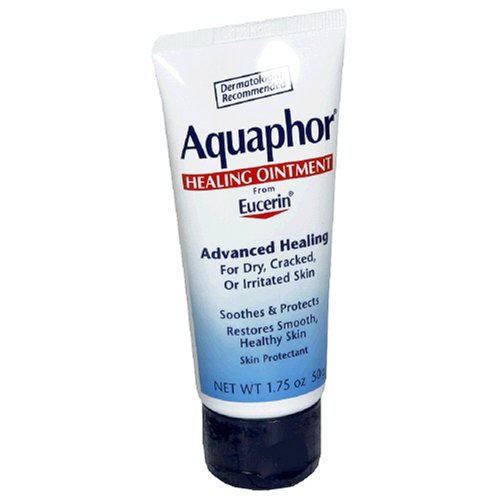 Dermatologist
Recommended
Aquaphor®
HEALING OINTMENT
From
Eucerin®
Advanced Healing
For Dry, Cracked,
Or Irritated Skin
Soothes & Protects
Restores Smooth,
Healthy Skin
Skin Protectant
NET WT 1.75 oz 50g